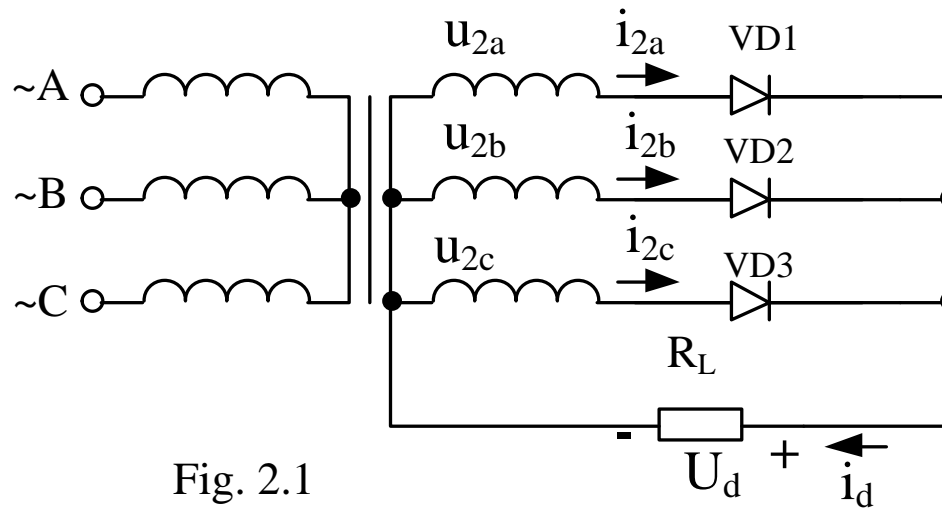 u2a i2a VD1
~A
u2b i2b VD2
~B
u2c i2c VD3
~C
RL
- Ud + id
Fig. 2.1